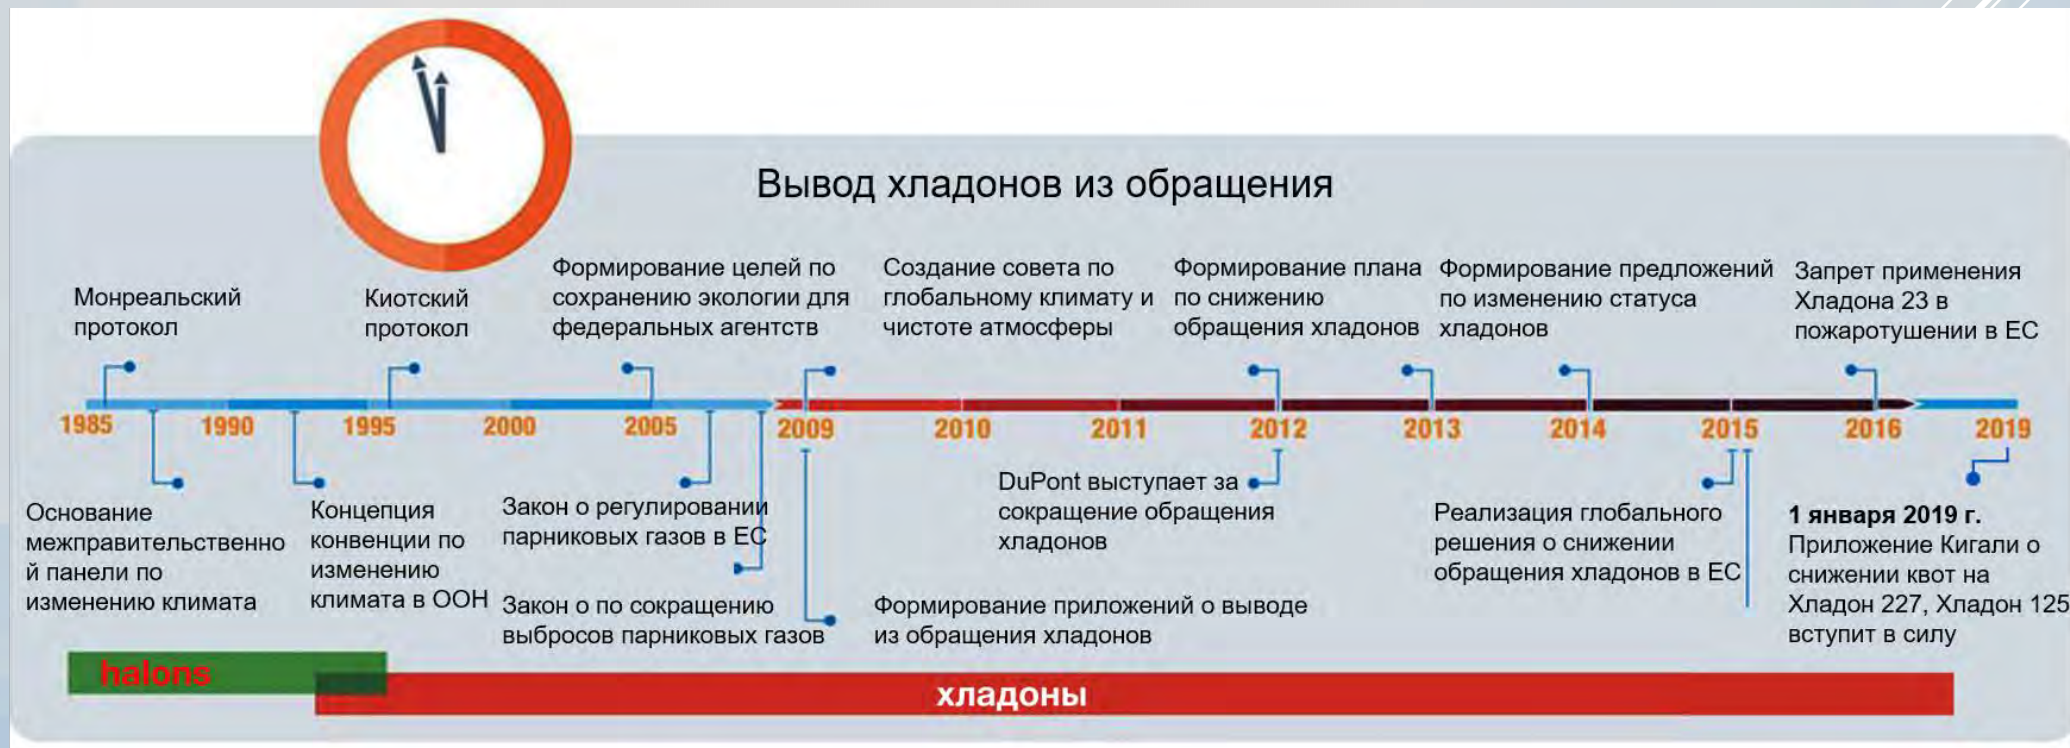 Вывод хладонов из обращения
Монреальский
протокол
Киотский
протокол
Формирование целей по
сохранению экологии для
федеральных агентств
Создание совета по
глобальному климату и
чистоте атмосферы
Формирование плана
по снижению
обращения хладонов
Формирование предложений
по изменению статуса
хладонов
Запрет применения
Хладона 23 в
пожаротушении в ЕС
1985 1990 1995 2000 2005 2009 2010 2011 2012 2013 2014 2015 2016 2019
Основание
межправительственно
й панели по
изменению климата
Концепция
конвенции по
изменению
климата в ООН
Закон о регулировании
парниковых газов в ЕС
Закон о по сокращению
выбросов парниковых газов
Формирование приложений о выводе
из обращения хладонов
DuPont выступает за
сокращение обращения
хладонов
Реализация глобального
решения о снижении
обращения хладонов в ЕС
1 января 2019 г.
Приложение Кигали о
снижении квот на
Хладон 227, Хладон 125
вступит в силу
halons
хладоны